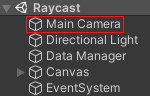 Raycast
Main Camera
Directional Light
Data Manager
Canvas
EventSystem